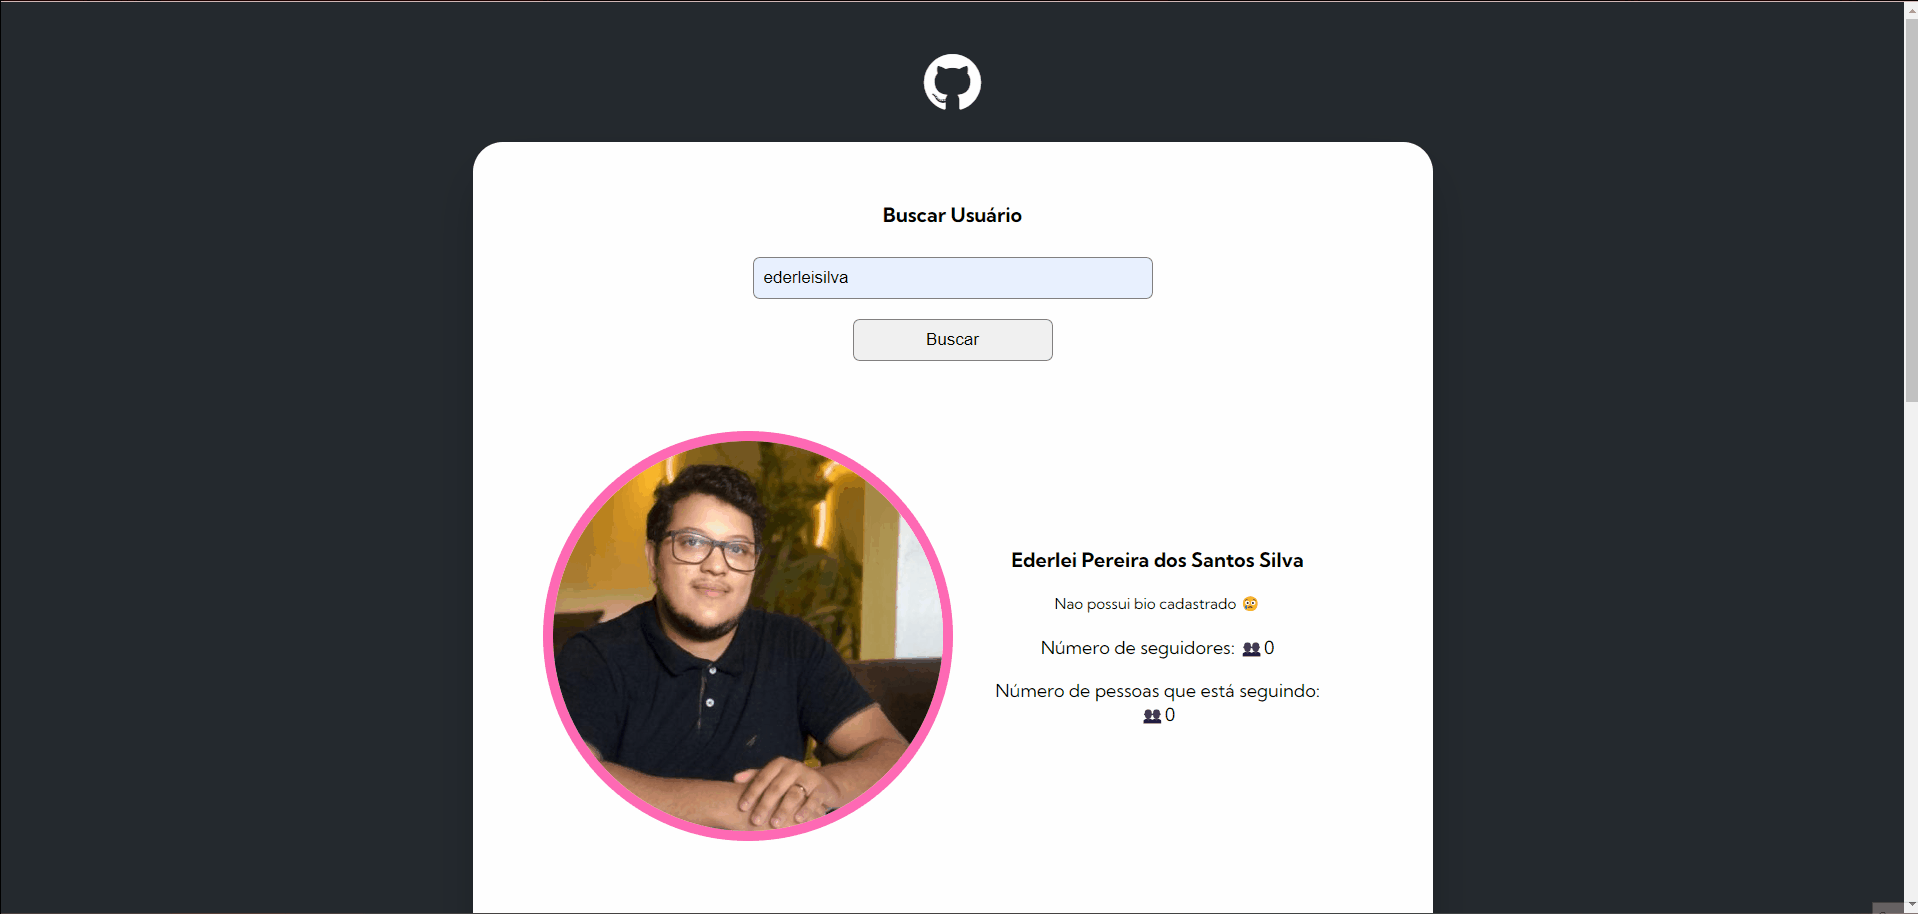 Buscar Usuário
ederleisilva
Buscar
Ederlei Pereira dos Santos Silva
Nao possui bio cadastrado 😢
Número de seguidores: 👥 0
Número de pessoas que está seguindo:
👥 0